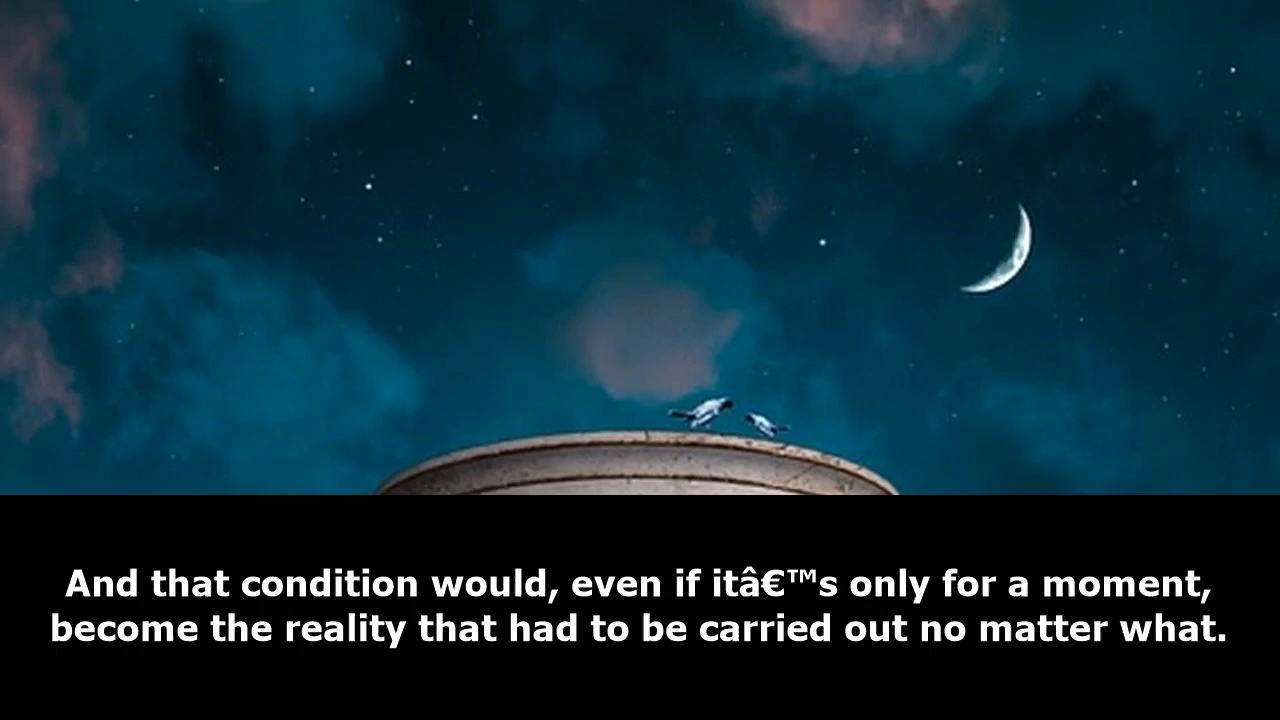 And that condition would, even if itâ€™s only for a moment,
become the reality that had to be carried out no matter what.